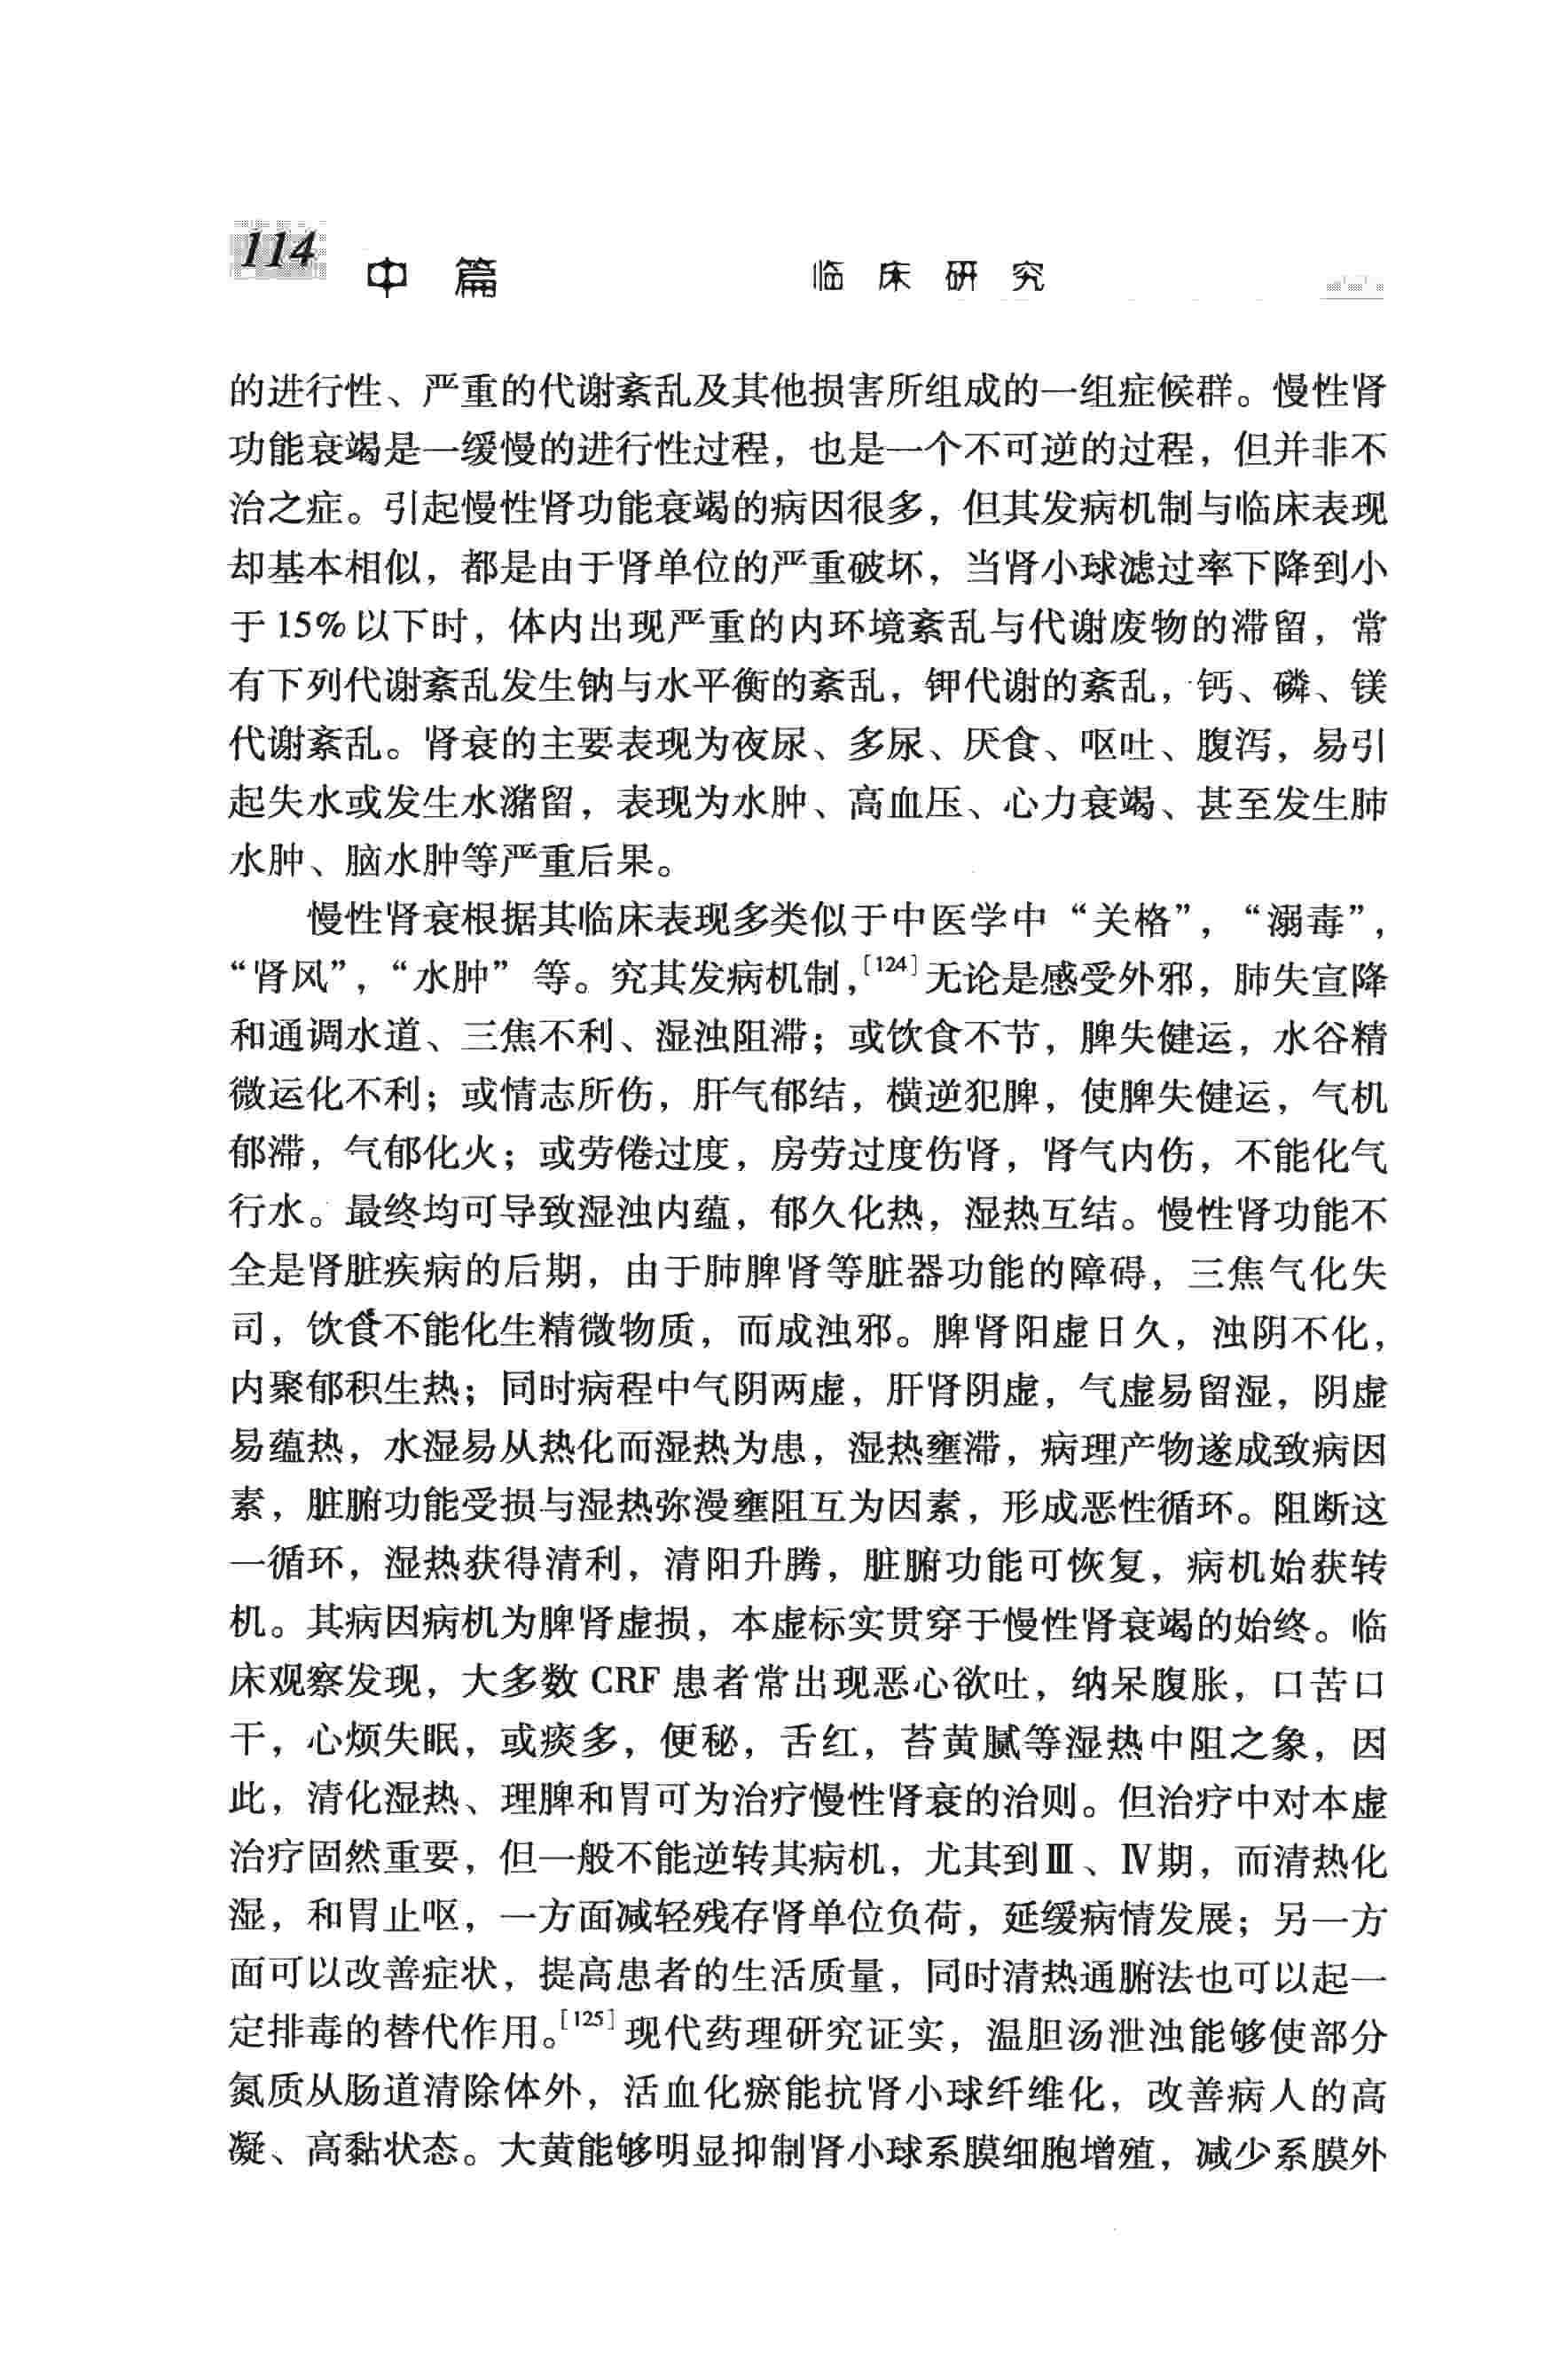 114
中 篇 临床研究
的进行性、严重的代谢紊乱及其他损害所组成的一组症候群。慢性肾
功能衰竭是一缓慢的进行性过程，也是一个不可逆的过程，但并非不
治之症。引起慢性肾功能衰竭的病因很多，但其发病机制与临床表现
却基本相似，都是由于肾单位的严重破坏，当肾小球滤过率下降到小
于 15% 以下时，体内出现严重的内环境紊乱与代谢废物的滞留，常
有下列代谢紊乱发生钠与水平衡的紊乱，钾代谢的紊乱，钙、磷、镁
代谢紊乱。肾衰的主要表现为夜尿、多尿、厌食、呕吐、腹泻，易引
起失水或发生水潴留，表现为水肿、高血压、心力衰竭、甚至发生肺
水肿、脑水肿等严重后果。
慢性肾衰根据其临床表现多类似于中医学中“关格”，“溺毒”，
“肾风”，“水肿”等。究其发病机制，[124]无论是感受外邪，肺失宣降
和通调水道、三焦不利、湿浊阻滞；或饮食不节，脾失健运，水谷精
微运化不利；或情志所伤，肝气郁结，横逆犯脾，使脾失健运，气机
郁滞，气郁化火；或劳倦过度，房劳过度伤肾，肾气内伤，不能化气
行水。最终均可导致湿浊内蕴，郁久化热，湿热互结。慢性肾功能不
全是肾脏疾病的后期，由于肺脾肾等脏器功能的障碍，三焦气化失
司，饮食不能化生精微物质，而成浊邪。脾肾阳虚日久，浊阴不化，
内聚郁积生热；同时病程中气阴两虚，肝肾阴虚，气虚易留湿，阴虚
易蕴热，水湿易从热化而湿热为患，湿热壅滞，病理产物遂成致病因
素，脏腑功能受损与湿热弥漫壅阻互为因素，形成恶性循环。阻断这
一循环，湿热获得清利，清阳升腾，脏腑功能可恢复，病机始获转
机。其病因病机为脾肾虚损，本虚标实贯穿于慢性肾衰竭的始终。临
床观察发现，大多数 CRF 患者常出现恶心欲吐，纳呆腹胀，口苦口
干，心烦失眠，或痰多，便秘，舌红，苔黄腻等湿热中阻之象，因
此，清化湿热、理脾和胃可为治疗慢性肾衰的治则。但治疗中对本虚
治疗固然重要，但一般不能逆转其病机，尤其到Ⅲ、Ⅳ期，而清热化
湿，和胃止呕，一方面减轻残存肾单位负荷，延缓病情发展；另一方
面可以改善症状，提高患者的生活质量，同时清热通腑法也可以起一
定排毒的替代作用。[125]现代药理研究证实，温胆汤泄浊能够使部分
氮质从肠道清除体外，活血化瘀能抗肾小球纤维化，改善病人的高
凝、高黏状态。大黄能够明显抑制肾小球系膜细胞增殖，减少系膜外